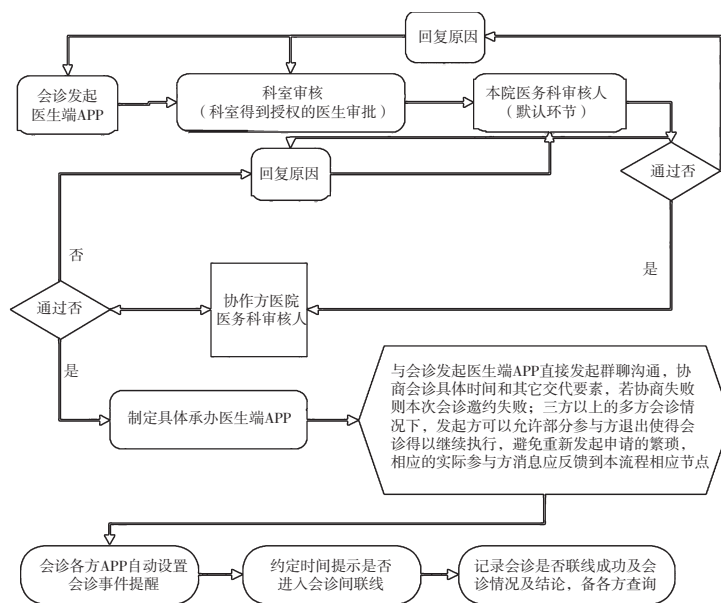 回复原因
会诊发起
医生端APP
科室审核
（科室得到授权的医生审批）
本院医务科审核人
（默认环节）
回复原因
通过否
否
是
通过否
协作方医院
医务科审核人
是
制定具体承办医生端APP
与会诊发起医生端APP直接发起群聊沟通，协
商会诊具体时间和其它交代要素，若协商失败
则本次会诊邀约失败；三方以上的多方会诊情
况下，发起方可以允许部分参与方退出使得会
诊得以继续执行，避免重新发起申请的繁琐，
相应的实际参与方消息应反馈到本流程相应节点
会诊各方APP自动设置
会诊事件提醒
约定时间提示是否
进入会诊间联线
记录会诊是否联线成功及会
诊情况及结论，备各方查询